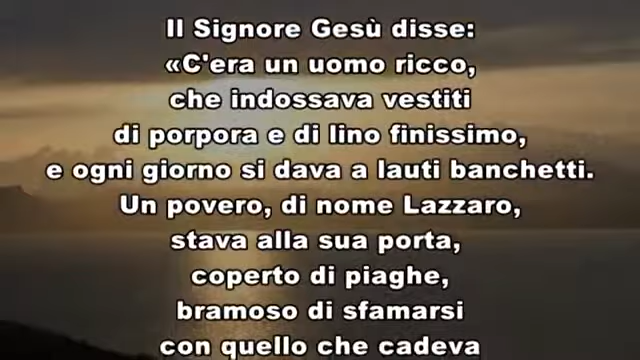 Il Signore Gesù disse:
«C'era un uomo ricco,
che indossava vestiti
di porpora e di lino finissimo,
e ogni giorno si dava a lauti banchetti.
Un povero, di nome Lazzaro,
stava alla sua porta,
coperto di piaghe,
bramoso di sfamarsi
con quello che cadeva